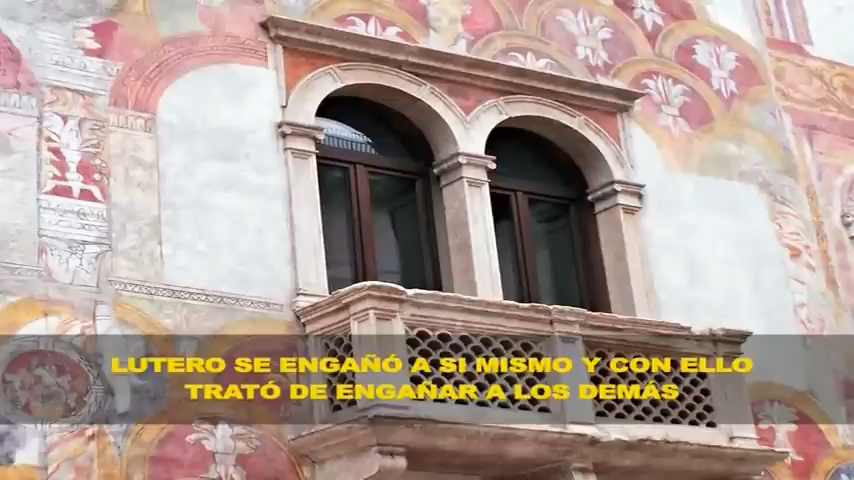 LUTERO SE ENGAÑÓ A SI MISMO Y CON ELLO
TRATÓ DE ENGAÑAR A LOS DEMÁS